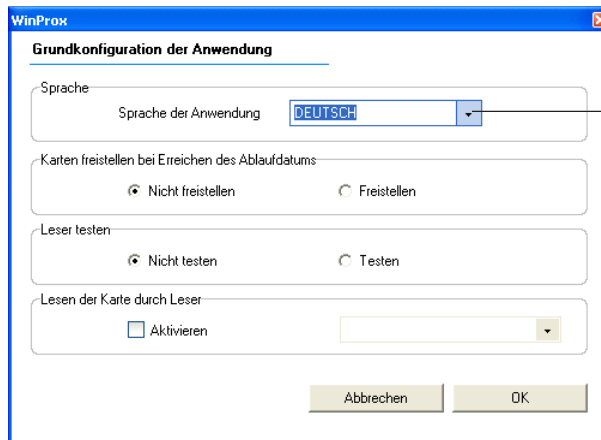 WinProx
Grundkonfiguration der Anwendung
Sprache
Sprache der Anwendung DEUTSCH
Karten freistellen bei Erreichen des Ablaufdatums
Nicht freistellen Freistellen
Leser testen
Nicht testen Testen
Lesen der Karte durch Leser
Aktivieren
Abbrechen OK